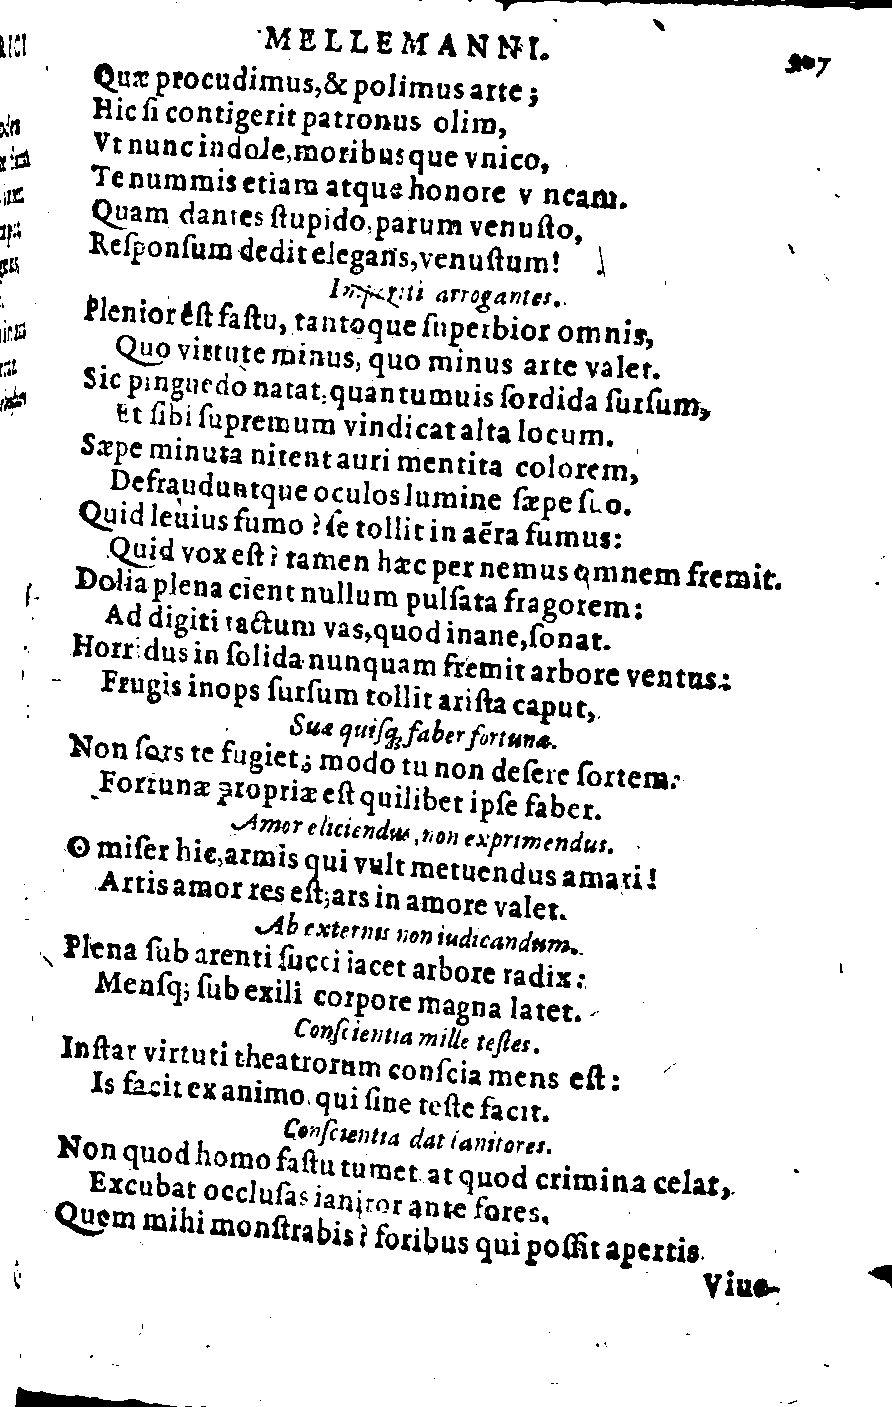 MELLEMANNI. 907
Quæ procudimus, & polimus arte;
Hic ſi contigerit patronus olim,
Vt nunc indole, moribusque vnico,
Te nummis etiam atque honore vncam.
Quam dantes ſtupido, parum venuſto,
Reſponſum dedit elegans, venuſtum!
Imperiti arrogantes.
Plenior eſt faſtu, tantoque ſuperbior omnis,
Quo virtute minus, quo minus arte valet.
Sic pinguedo natat, quantumuis ſordida ſurſum,
Et ſibi ſupremum vindicat alta locum.
Sæpe minuta nitent auri mentita colorem,
Defrauduntque oculos lumine ſæpe ſuo.
Quid leuius fumo? ſe tollit in aëra fumus:
Quid vox eſt? tamen hæc per nemus omnem fremit.
Dolia plena cient nullum pulſata fragorem:
Ad digiti tactum vas, quod inane, ſonat.
Horridus in ſolida nunquam fremit arbore ventus:
Frugis inops ſurſum tollit ariſta caput,
Suæ quiſq; faber fortunæ.
Non ſors te fugiet; modo tu non deſere ſortem:
Fortunæ propriæ eſt quilibet ipſe faber.
Amor eliciendus, non exprimendus.
O miſer hic, armis qui vult metuendus amari!
Artis amor res eſt; ars in amore valet.
Ab externis non iudicandum.
Plena ſub arenti ſucci iacet arbore radix:
Menſq; ſub exili corpore magna latet.
Conſcientia mille teſtes.
Inſtar virtuti theatrorum conſcia mens eſt:
Is facit ex animo, qui ſine teſte facit.
Conſcientia dat ianitores.
Non quod homo faſtu tumet, at quod crimina celat,
Excubat occluſas ianitor ante fores.
Quem mihi monſtrabis? foribus qui poſſit apertis
Viue-